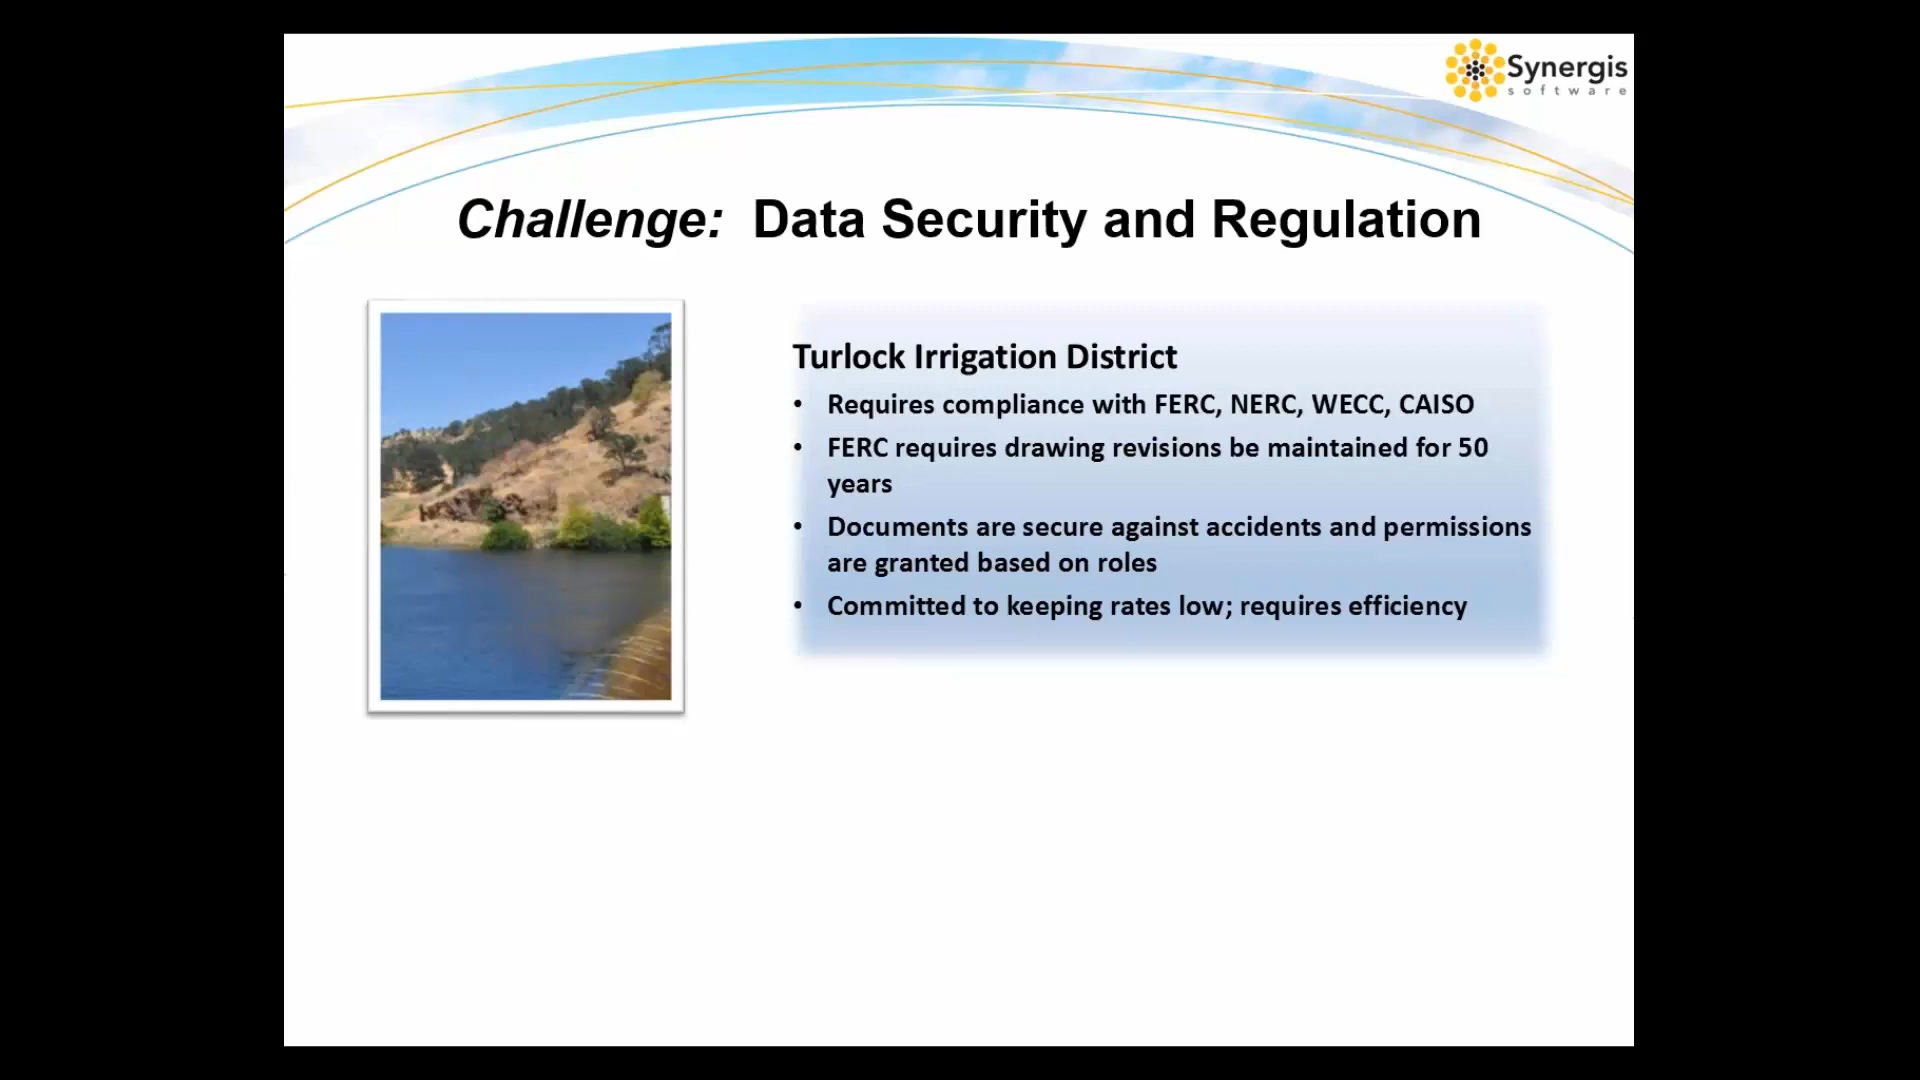 Synergis
software
Challenge: Data Security and Regulation
Turlock Irrigation District
• Requires compliance with FERC, NERC, WECC, CAISO
• FERC requires drawing revisions be maintained for 50
years
• Documents are secure against accidents and permissions
are granted based on roles
• Committed to keeping rates low; requires efficiency